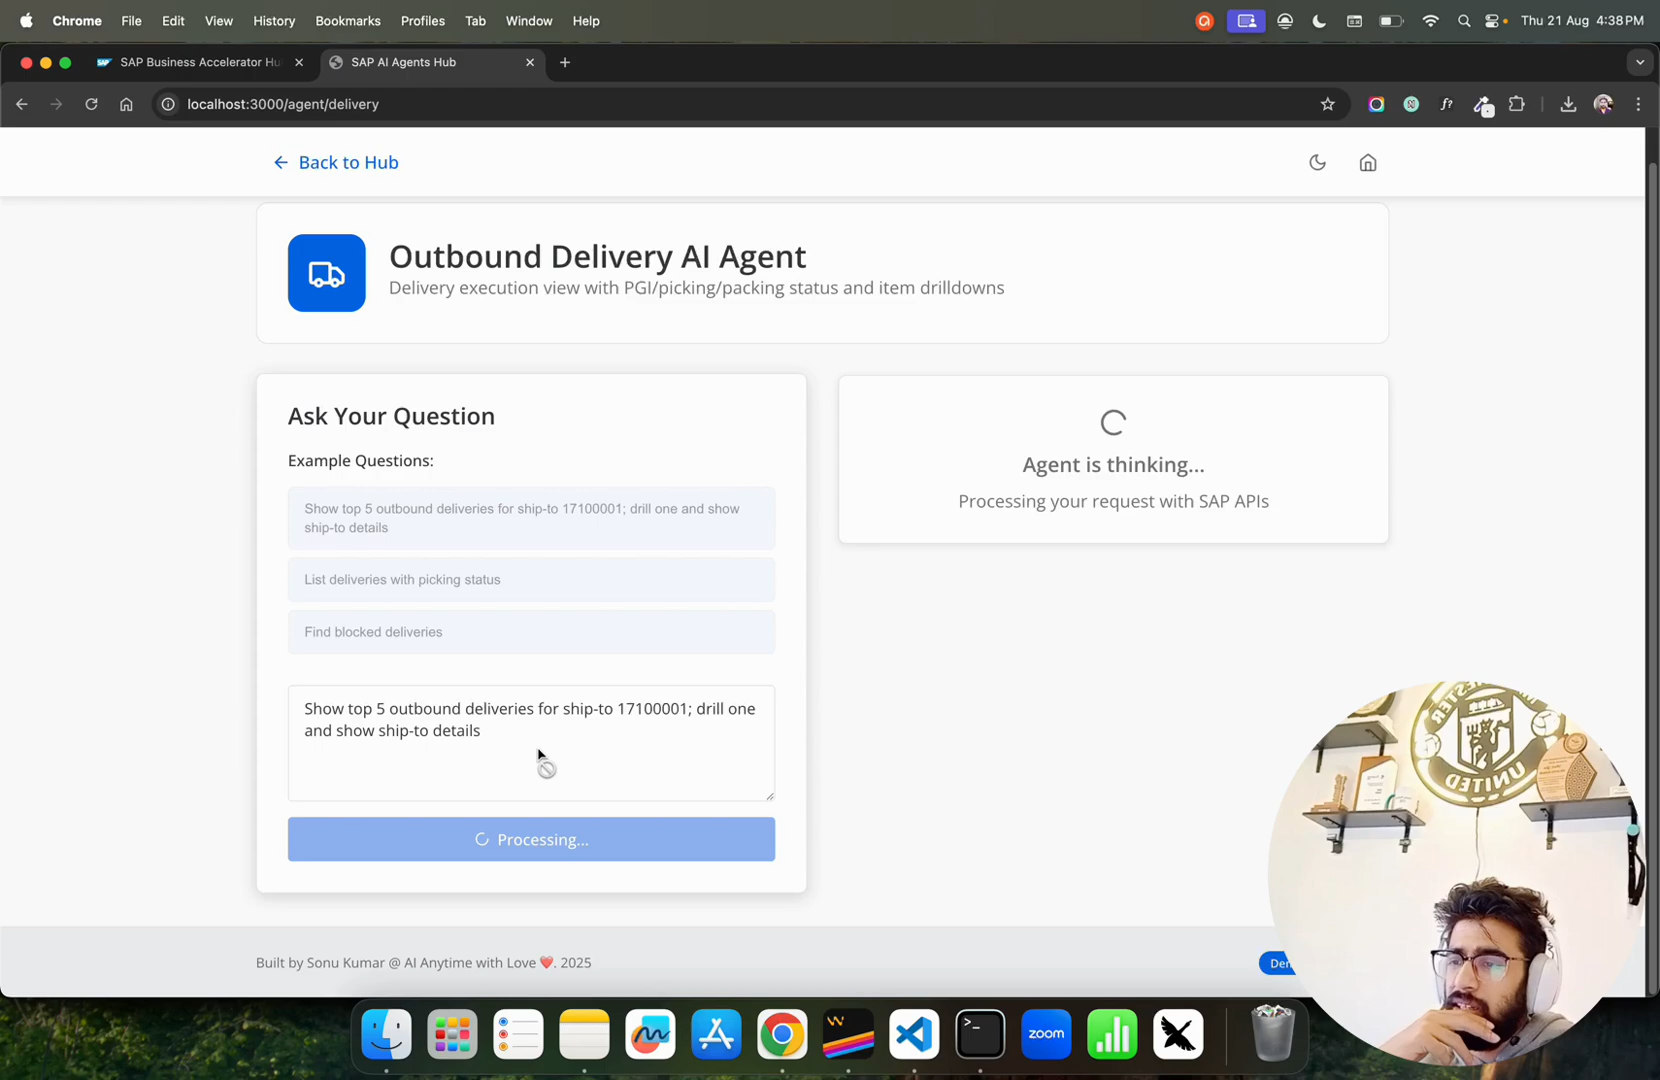 Chrome File Edit View History Bookmarks Profiles Tab Window Help Thu 21 Aug 4:38 PM
SAP Business Accelerator Hu SAP AI Agents Hub
localhost:3000/agent/delivery
Back to Hub
Outbound Delivery AI Agent
Delivery execution view with PGI/picking/packing status and item drilldowns
Ask Your Question
Example Questions:
Show top 5 outbound deliveries for ship-to 17100001; drill one and show
ship-to details
List deliveries with picking status
Find blocked deliveries
Show top 5 outbound deliveries for ship-to 17100001; drill one
and show ship-to details
Processing...
Agent is thinking...
Processing your request with SAP APIs
Built by Sonu Kumar @ AI Anytime with Love ❤️. 2025
UNITED
zoom